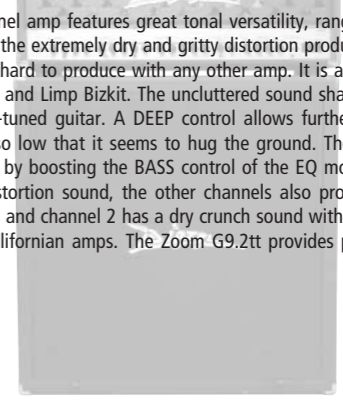 nel amp features great tonal versatility, rang
the extremely dry and gritty distortion produ
hard to produce with any other amp. It is a
and Limp Bizkit. The uncluttered sound sha
-tuned guitar. A DEEP control allows furthe
so low that it seems to hug the ground. The
by boosting the BASS control of the EQ mo
stortion sound, the other channels also pro
and channel 2 has a dry crunch sound with
lifornian amps. The Zoom G9.2tt provides p